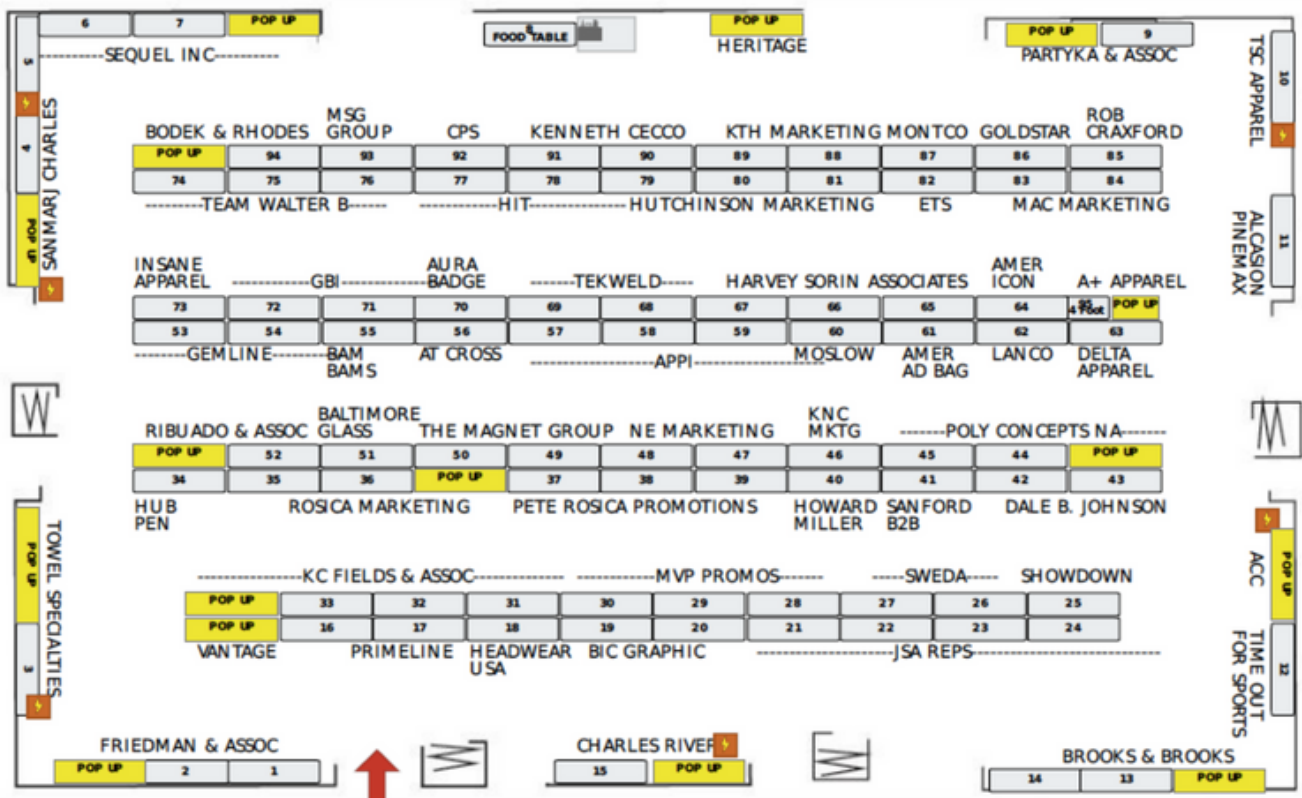 6 7 POP UP
8 FOOD TABLE
POP UP
POP UP 9
----------SEQUEL INC----------
HERITAGE
PARTYKA & ASSOC
5
4
POP UP
SANMARJ CHARLES
10
TSC APPAREL
11
ALCASION
PINEMAX
BODEK & RHODES MSG GROUP CPS KENNETH CECCO KTH MARKETING MONTCO GOLDSTAR ROB CRAXFORD
POP UP 94 93 92 91 90 89 88 87 86 85
74 75 76 77 78 79 80 81 82 83 84
---------TEAM WALTER B------ ------------HIT--------------- HUTCHINSON MARKETING ETS MAC MARKETING
INSANE APPAREL ------------GBI------------ AURA BADGE -------TEKWELD----- HARVEY SORIN ASSOCIATES AMER ICON A+ APPAREL
73 72 71 70 69 68 67 66 65 64 95 4 Foot POP UP
53 54 55 56 57 58 59 60 61 62 63
--------GEMLINE----------- BAM BAMS AT CROSS -------------------APPI-------------------- MOSLOW AMER AD BAG LANCO DELTA APPAREL
RIBUADO & ASSOC BALTIMORE GLASS THE MAGNET GROUP NE MARKETING KNC MKTG -------POLY CONCEPTS NA-------
POP UP 52 51 50 49 48 47 46 45 44 POP UP
34 35 36 POP UP 37 38 39 40 41 42 43
HUB PEN ROSICA MARKETING PETE ROSICA PROMOTIONS HOWARD MILLER SANFORD B2B DALE B. JOHNSON
POP UP
3
TOWEL SPECIALTIES
POP UP
ACC
12
TIME OUT
FOR SPORTS
----------------KC FIELDS & ASSOC-------------- ------------MVP PROMOS------- -----SWEDA----- SHOWDOWN
POP UP 33 32 31 30 29 28 27 26 25
POP UP 16 17 18 19 20 21 22 23 24
VANTAGE PRIMELINE HEADWEAR USA BIC GRAPHIC ---------------------JSA REPS-----------------------------
FRIEDMAN & ASSOC
POP UP 2 1
CHARLES RIVER
15 POP UP
BROOKS & BROOKS
14 13 POP UP